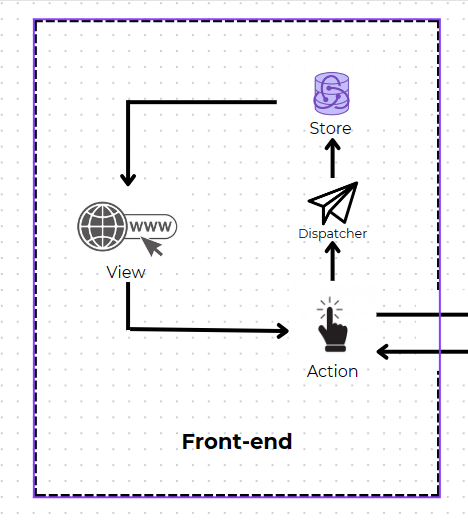 Store
WWW
Dispatcher
View
Action
Front-end